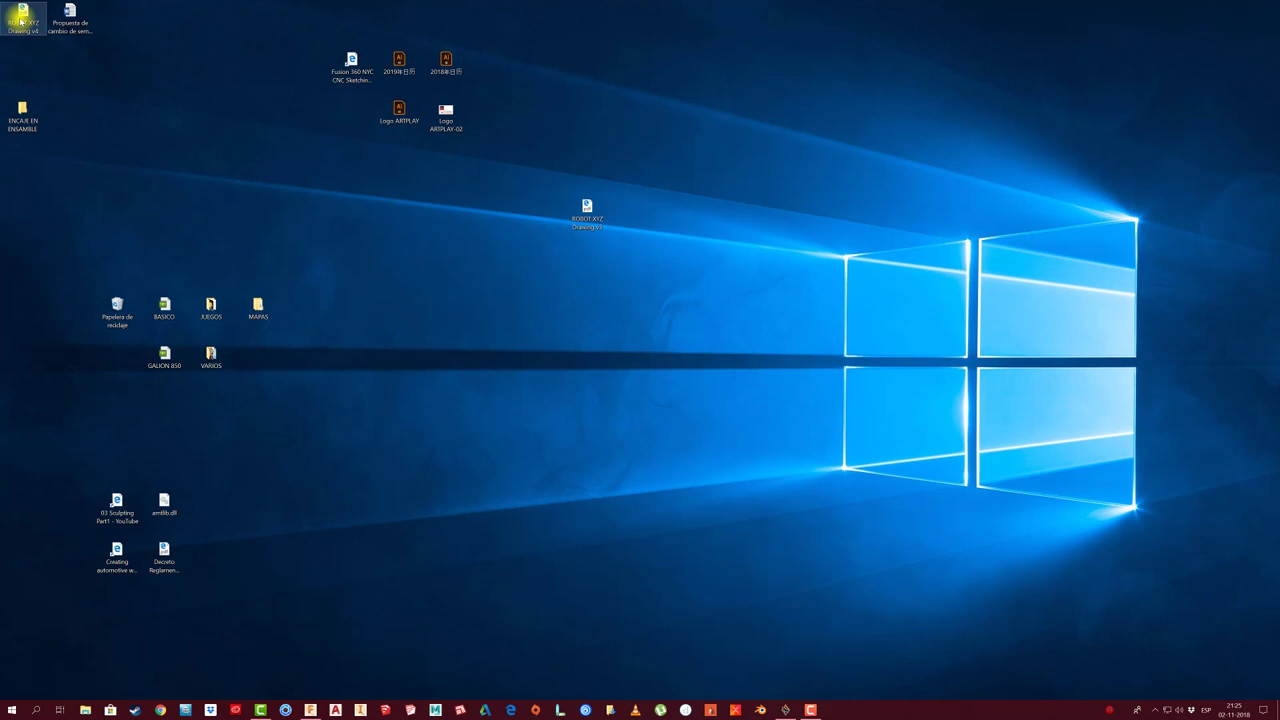 ROBOT XYZ
Drawing v4
Propuesta de
cambio de sem...
Fusion 360 NYC
CNC Sketchin...
2019年日历
2018年日历
ENCAJE EN
ENSAMBLE
Logo ARTPLAY
Logo
ARTPLAY-02
ROBOT XYZ
Drawing v3
Papelera de
reciclaje
BASICO
JUEGOS
MAPAS
GALION 850
VARIOS
03 Sculpting
Part1 - YouTube
amtlib.dll
Creating
automotive w...
Decreto
Reglamen...
ESP
21:25
02-11-2018